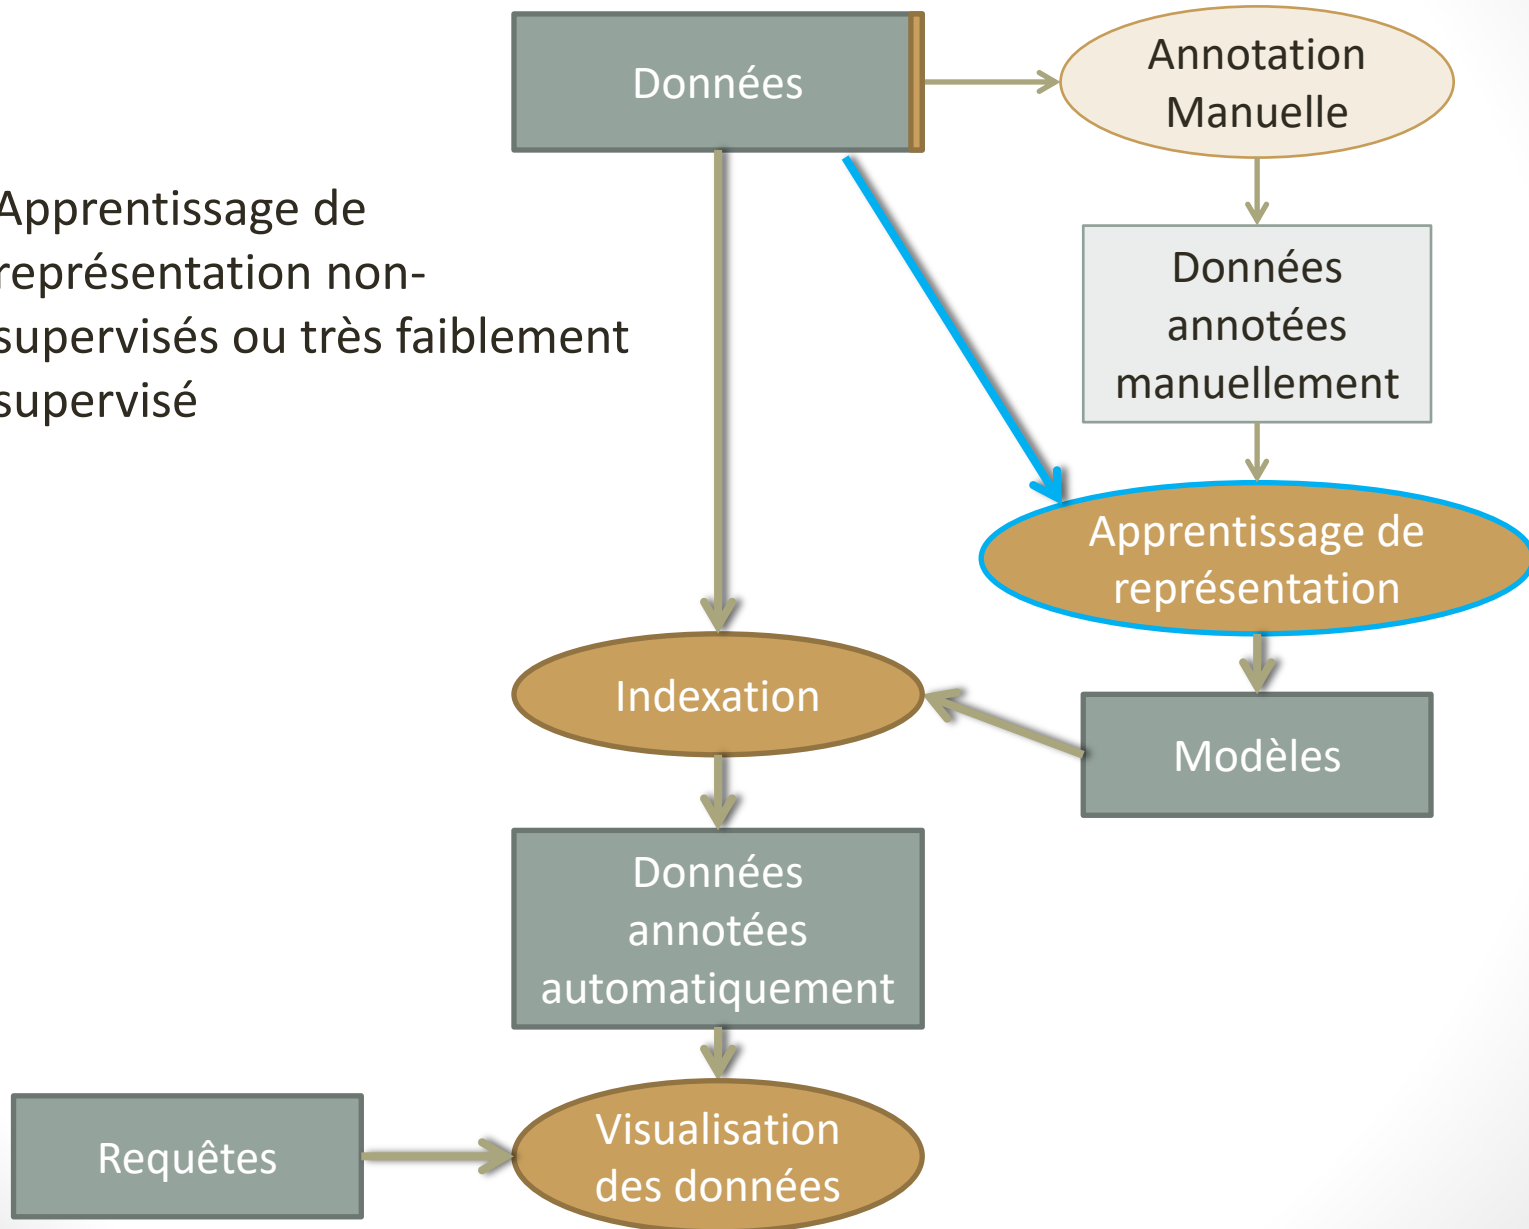 Données
Annotation
Manuelle
Apprentissage de
représentation non-
supervisés ou très faiblement
supervisé
Données
annotées
manuellement
Apprentissage de
représentation
Indexation
Modèles
Données
annotées
automatiquement
Requêtes
Visualisation
des données